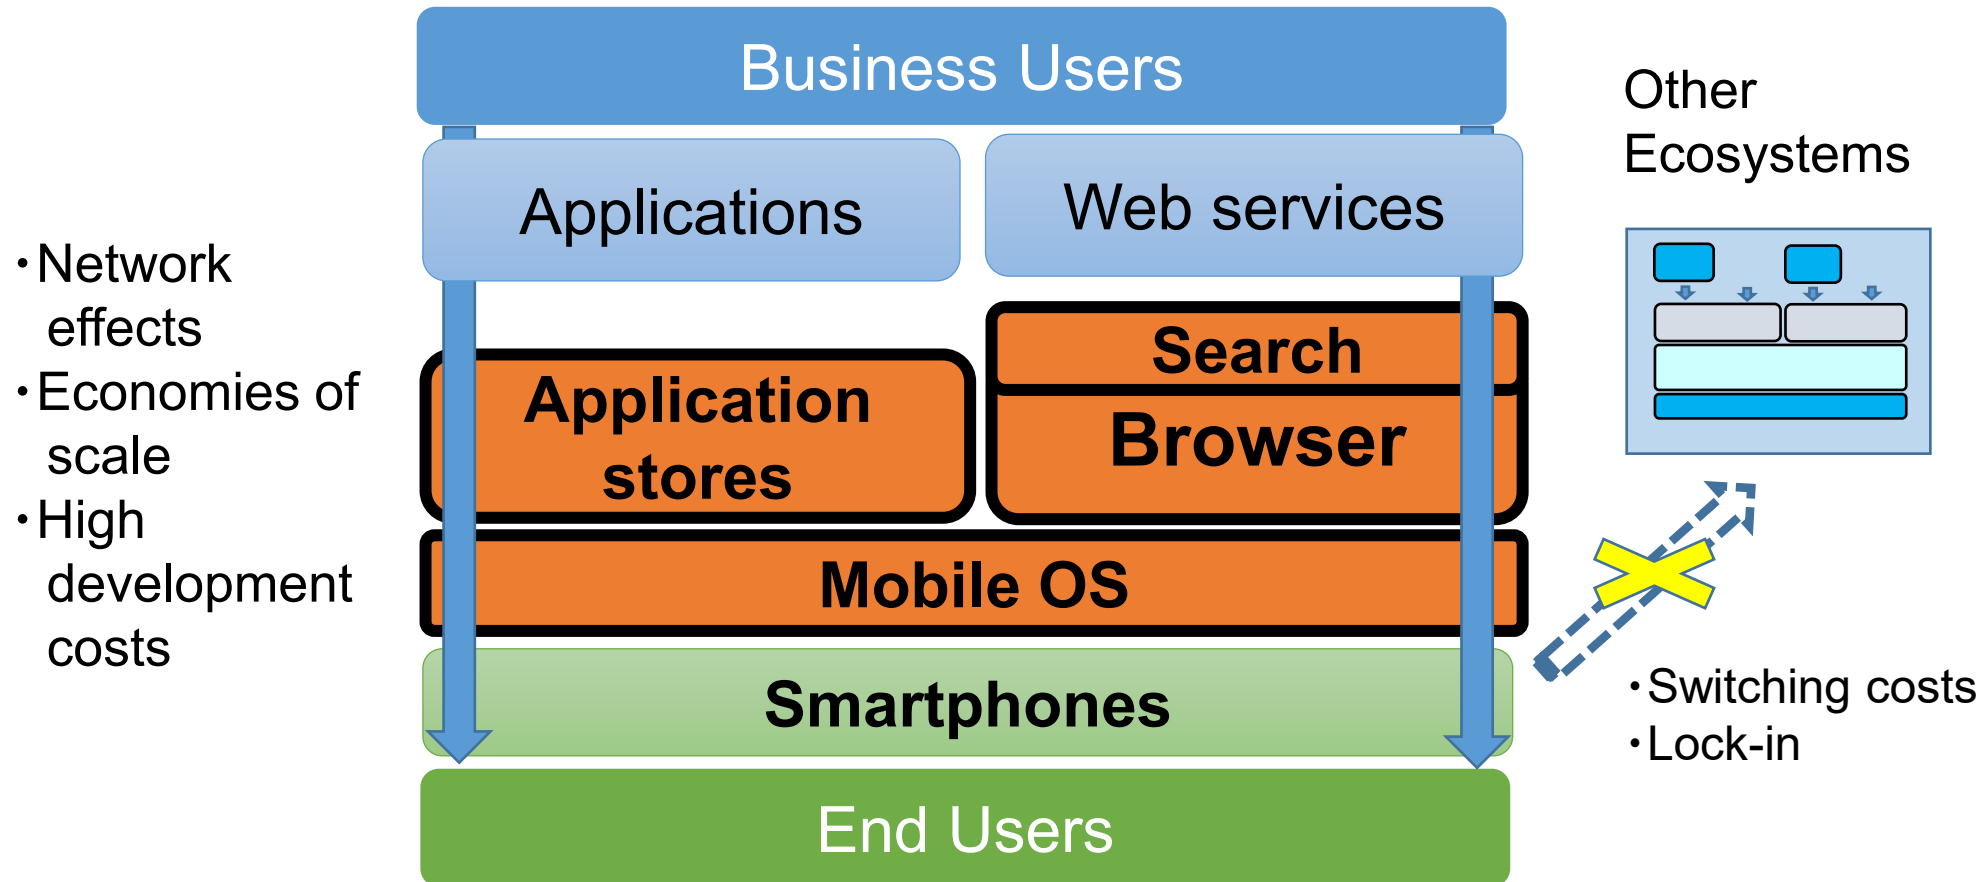 Business Users
Applications
Web services
・Network
effects
・Economies of
scale
・High
development
costs
Application
stores
Search
Browser
Mobile OS
Smartphones
End Users
Other
Ecosystems
・Switching costs
・Lock-in